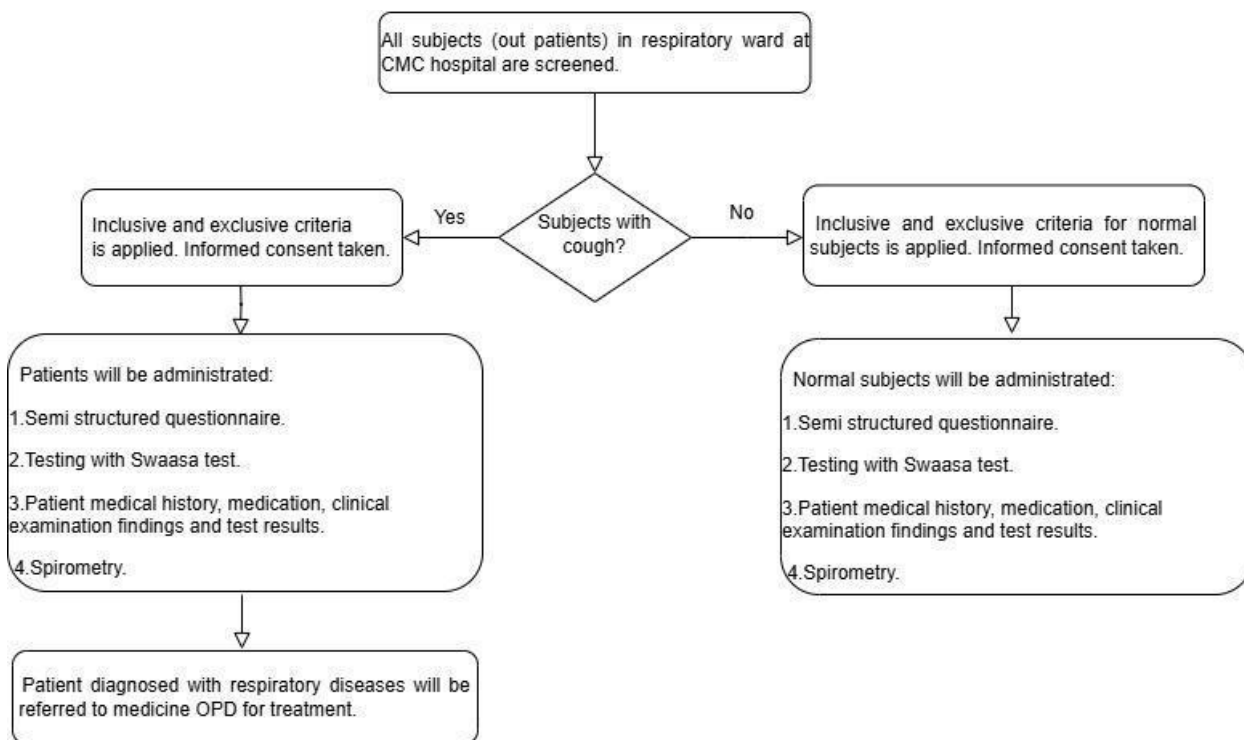 All subjects (out patients) in respiratory ward at
CMC hospital are screened.
Subjects with
cough?
Yes
No
Inclusive and exclusive criteria
is applied. Informed consent taken.
Inclusive and exclusive criteria for normal
subjects is applied. Informed consent taken.
Patients will be administrated:
1.Semi structured questionnaire.
2.Testing with Swaasa test.
3.Patient medical history, medication, clinical
examination findings and test results.
4.Spirometry.
Normal subjects will be administrated:
1.Semi structured questionnaire.
2.Testing with Swaasa test.
3.Patient medical history, medication, clinical
examination findings and test results.
4.Spirometry.
Patient diagnosed with respiratory diseases will be
referred to medicine OPD for treatment.